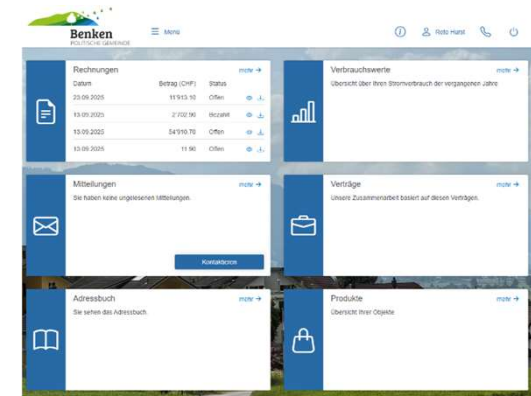 Benken
POLITISCHE GEMEINDE
Menü
Reto Hürst
Rechnungen
mehr →
Datum Betrag (CHF) Status
23.09.2025 11'913.10 Offen
13.09.2025 2'702.90 Bezahlt
13.09.2025 54'910.70 Offen
13.09.2025 11.90 Offen
Verbrauchswerte
mehr →
Übersicht über Ihren Stromverbrauch der vergangenen Jahre
Mitteilungen
mehr →
Sie haben keine ungelesenen Mitteilungen.
Kontaktieren
Verträge
mehr →
Unsere Zusammenarbeit basiert auf diesen Verträgen.
Adressbuch
mehr →
Sie sehen das Adressbuch.
Produkte
mehr →
Übersicht Ihrer Objekte